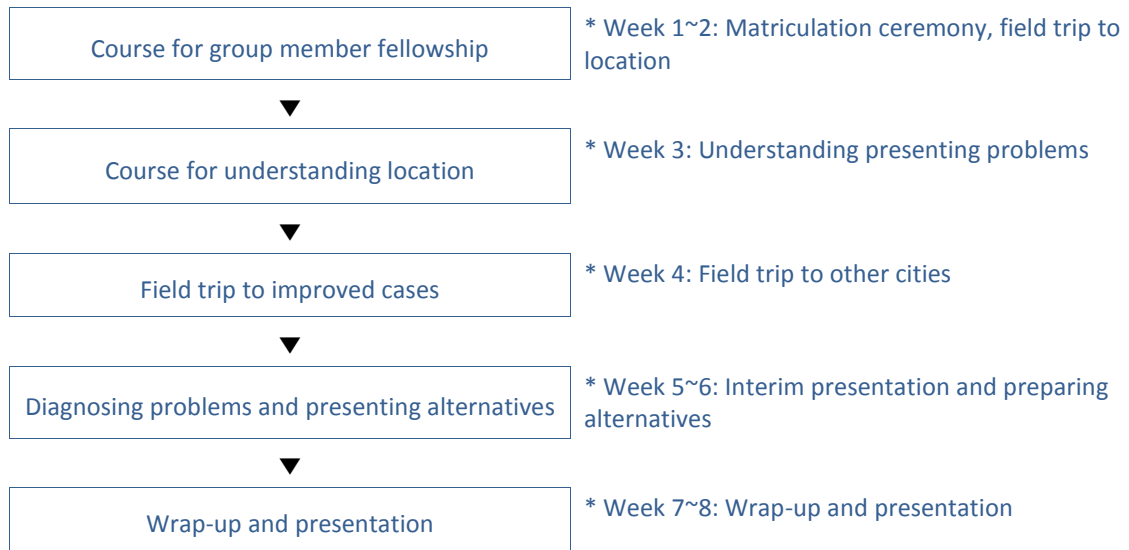 Course for group member fellowship
* Week 1~2: Matriculation ceremony, field trip to
location
Course for understanding location
* Week 3: Understanding presenting problems
Field trip to improved cases
* Week 4: Field trip to other cities
Diagnosing problems and presenting alternatives
* Week 5~6: Interim presentation and preparing
alternatives
Wrap-up and presentation
* Week 7~8: Wrap-up and presentation